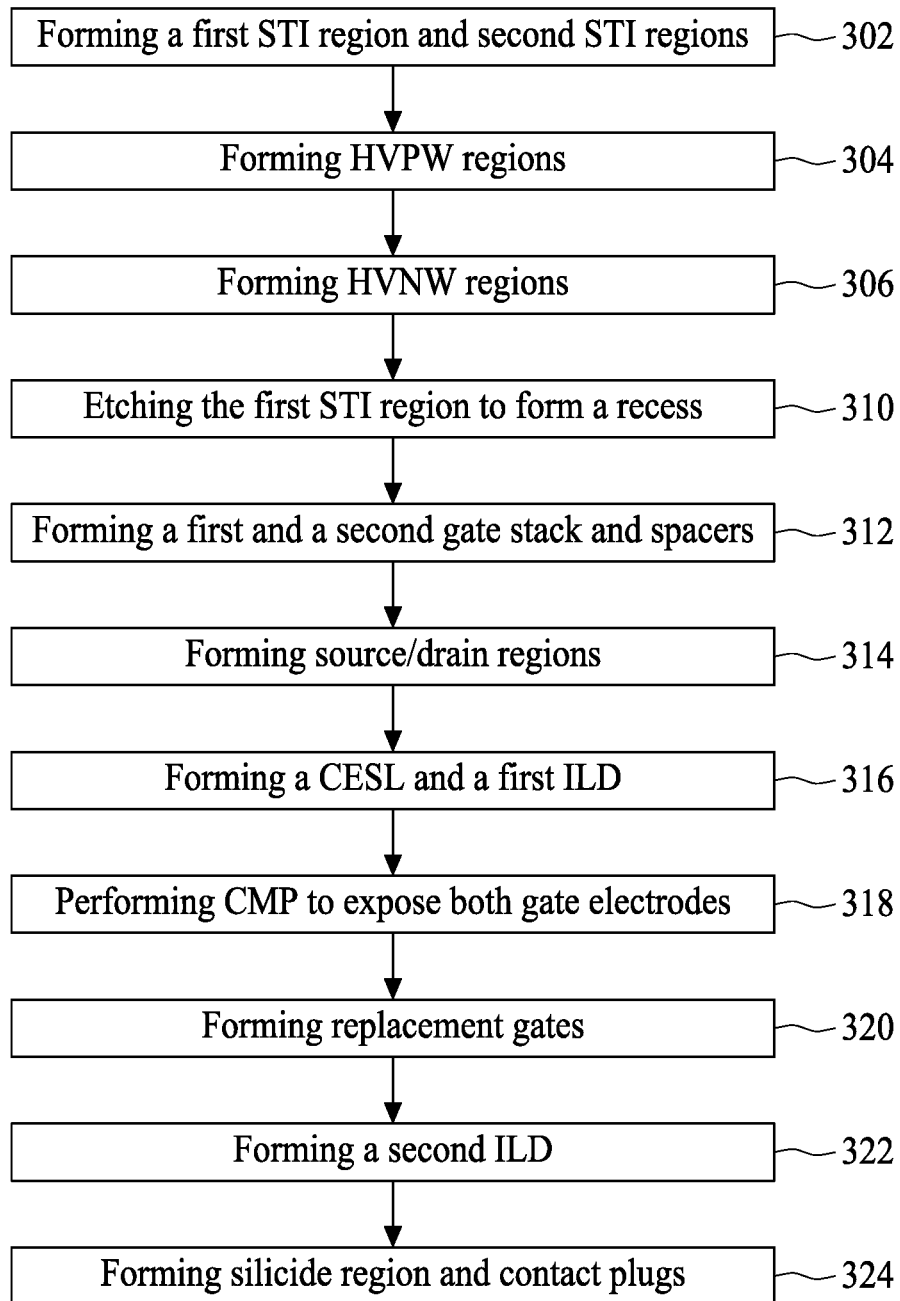 Forming a first STI region and second STI regions 302
Forming HVPW regions 304
Forming HVNW regions 306
Etching the first STI region to form a recess 310
Forming a first and a second gate stack and spacers 312
Forming source/drain regions 314
Forming a CESL and a first ILD 316
Performing CMP to expose both gate electrodes 318
Forming replacement gates 320
Forming a second ILD 322
Forming silicide region and contact plugs 324